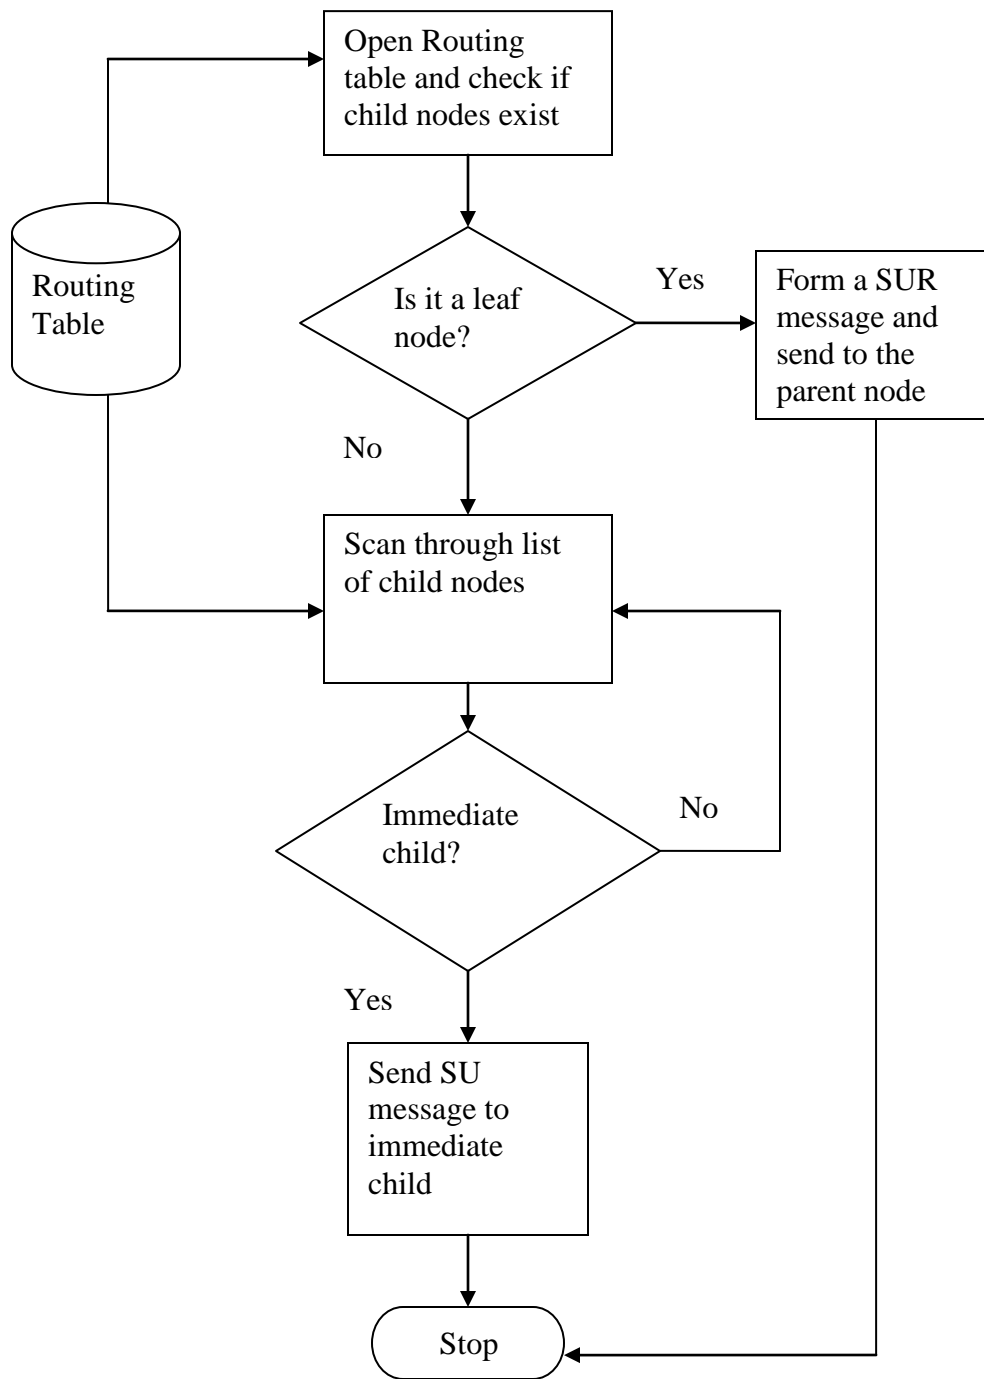 Open Routing
table and check if
child nodes exist
Routing
Table
Is it a leaf
node?
Yes
Form a SUR
message and
send to the
parent node
No
Scan through list
of child nodes
Immediate
child?
No
Yes
Send SU
message to
immediate
child
Stop